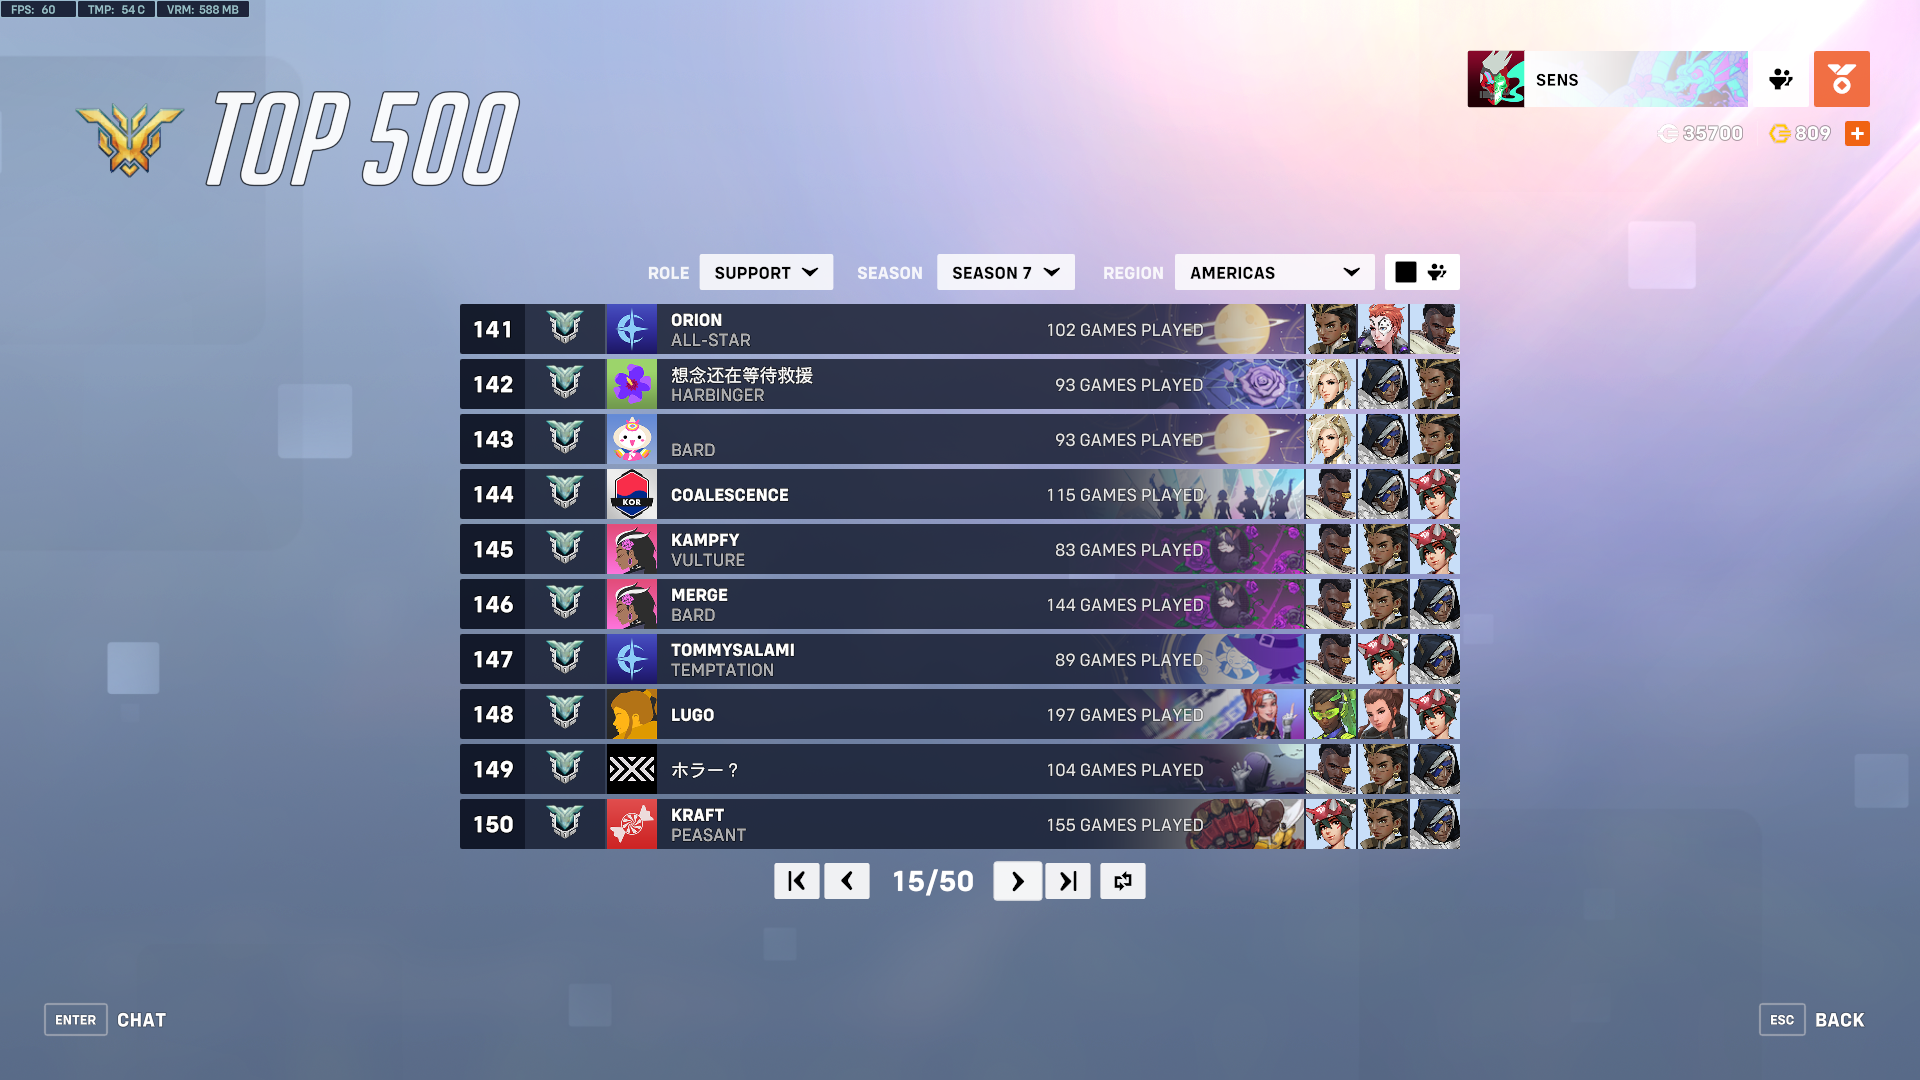 FPS: 60 TMP: 54 C VRM: 588 MB
TOP 500
SENS
35700 809
ROLE SUPPORT SEASON SEASON 7 REGION AMERICAS
141 ORION 102 GAMES PLAYED
ALL-STAR
142 想念还在等待救援 93 GAMES PLAYED
HARBINGER
143 93 GAMES PLAYED
BARD
144 KOR COALESCENCE 115 GAMES PLAYED
145 KAMPFY 83 GAMES PLAYED
VULTURE
146 MERGE 144 GAMES PLAYED
BARD
147 TOMMYSALAMI 89 GAMES PLAYED
TEMPTATION
148 LUGO 197 GAMES PLAYED
149 ホラー？ 104 GAMES PLAYED
150 KRAFT 155 GAMES PLAYED
PEASANT
15/50
ENTER CHAT
ESC BACK